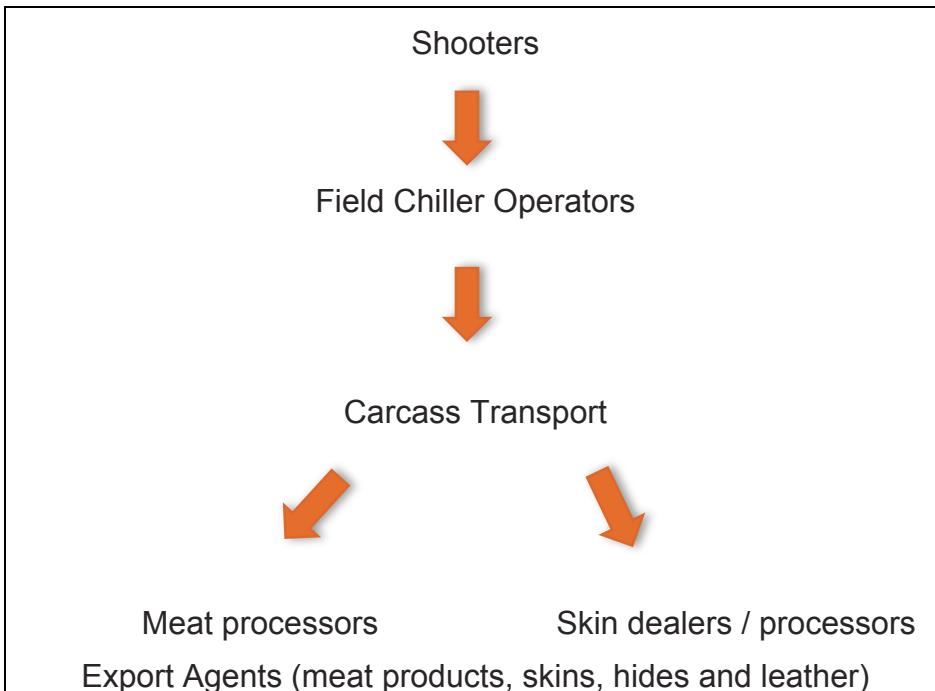 Shooters
Field Chiller Operators
Carcass Transport
Meat processors Skin dealers / processors
Export Agents (meat products, skins, hides and leather)